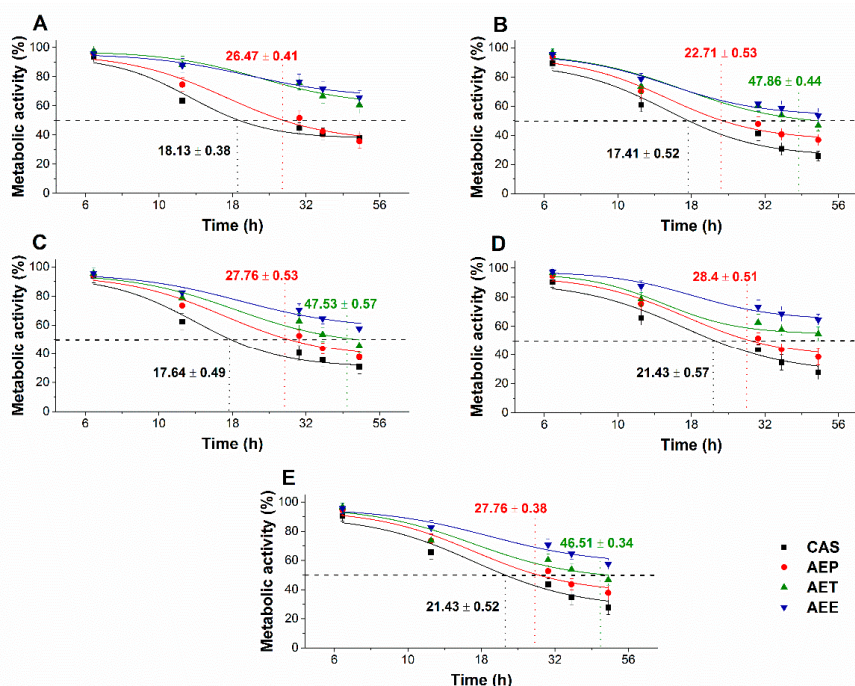 A
Metabolic activity (%)
100
80
60
40
20
0
26.47 ± 0.41
18.13 ± 0.38
6
10
18
32
56
Time (h)
B
Metabolic activity (%)
100
80
60
40
20
0
22.71 ± 0.53
47.86 ± 0.44
17.41 ± 0.52
6
10
18
32
56
Time (h)
C
Metabolic activity (%)
100
80
60
40
20
0
27.76 ± 0.53
47.53 ± 0.57
17.64 ± 0.49
6
10
18
32
56
Time (h)
D
Metabolic activity (%)
100
80
60
40
20
0
28.4 ± 0.51
21.43 ± 0.57
6
10
18
32
56
Time (h)
E
Metabolic activity (%)
100
80
60
40
20
0
27.76 ± 0.38
46.51 ± 0.34
21.43 ± 0.52
6
10
18
32
56
Time (h)
CAS
AEP
AET
AEE